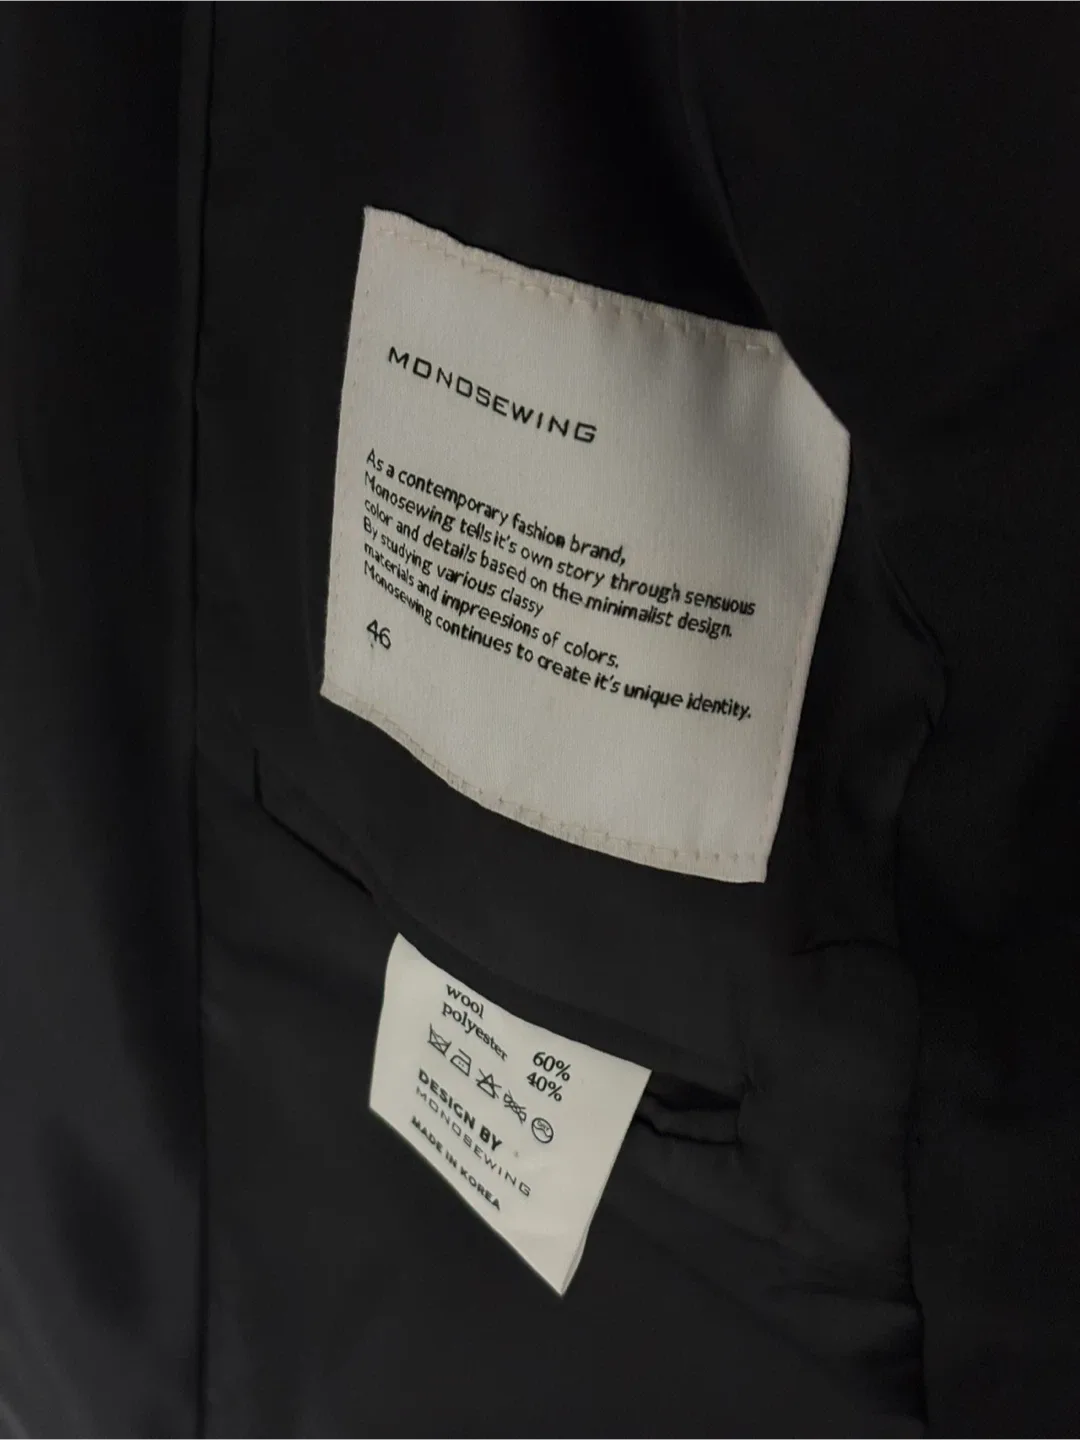 MONOSEWING
As a contemporary fashion brand,
Monosewing tells it's own story through sensuous
color and details based on the minimalist design.
By studying various classy
materials and impreesions of colors.
Monosewing continues to create it's unique identity.
46
wool 60%
polyester 40%
DESIGN BY
MONOSEWING
MADE IN KOREA